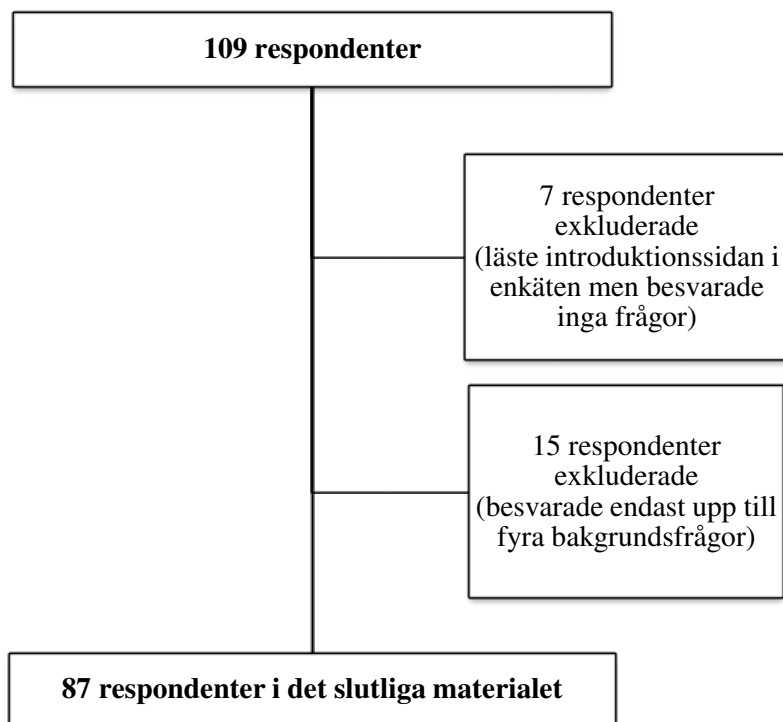 109 respondenter
7 respondenter
exkluderade
(läste introduktionssidan i
enkäten men besvarade
inga frågor)
15 respondenter
exkluderade
(besvarade endast upp till
fyra bakgrundsfrågor)
87 respondenter i det slutliga materialet